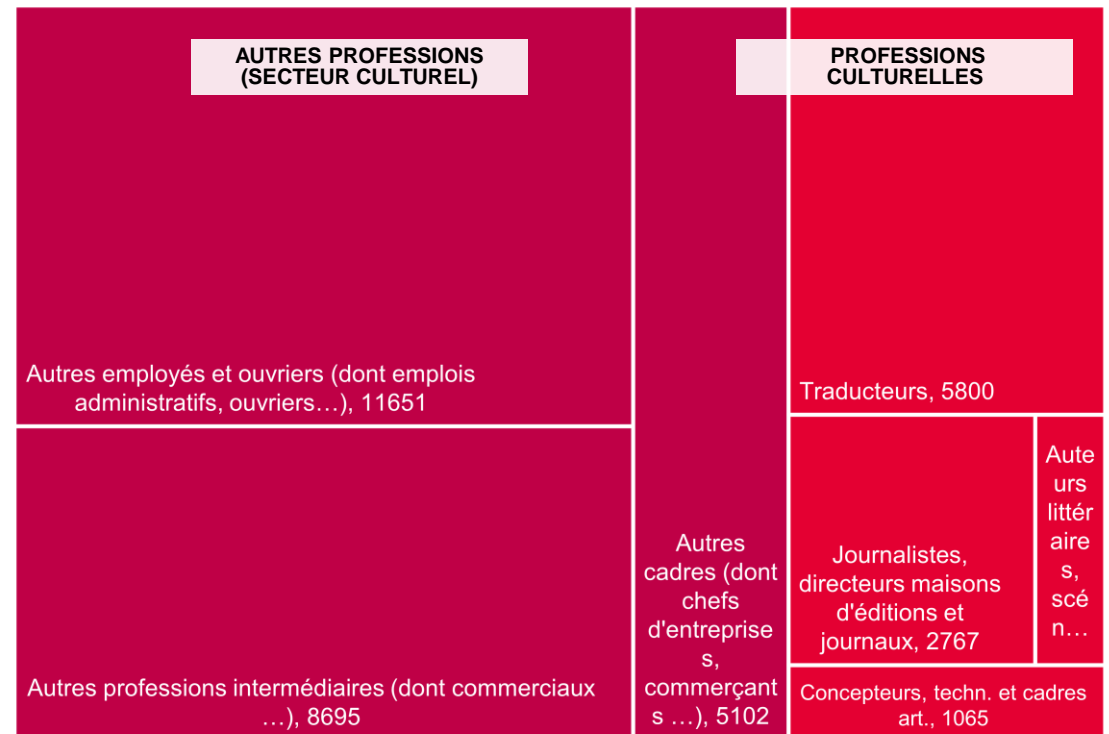 AUTRES PROFESSIONS
(SECTEUR CULTUREL)
PROFESSIONS
CULTURELLES
Autres employés et ouvriers (dont emplois
administratifs, ouvriers…), 11651
Autres professions intermédiaires (dont commerciaux
…), 8695
Autres
cadres (dont
chefs
d'entreprise
s,
commerçant
s …), 5102
Traducteurs, 5800
Journalistes,
directeurs maisons
d'éditions et
journaux, 2767
Aute
urs
littér
aire
s,
scé
n…
Concepteurs, techn. et cadres
art., 1065